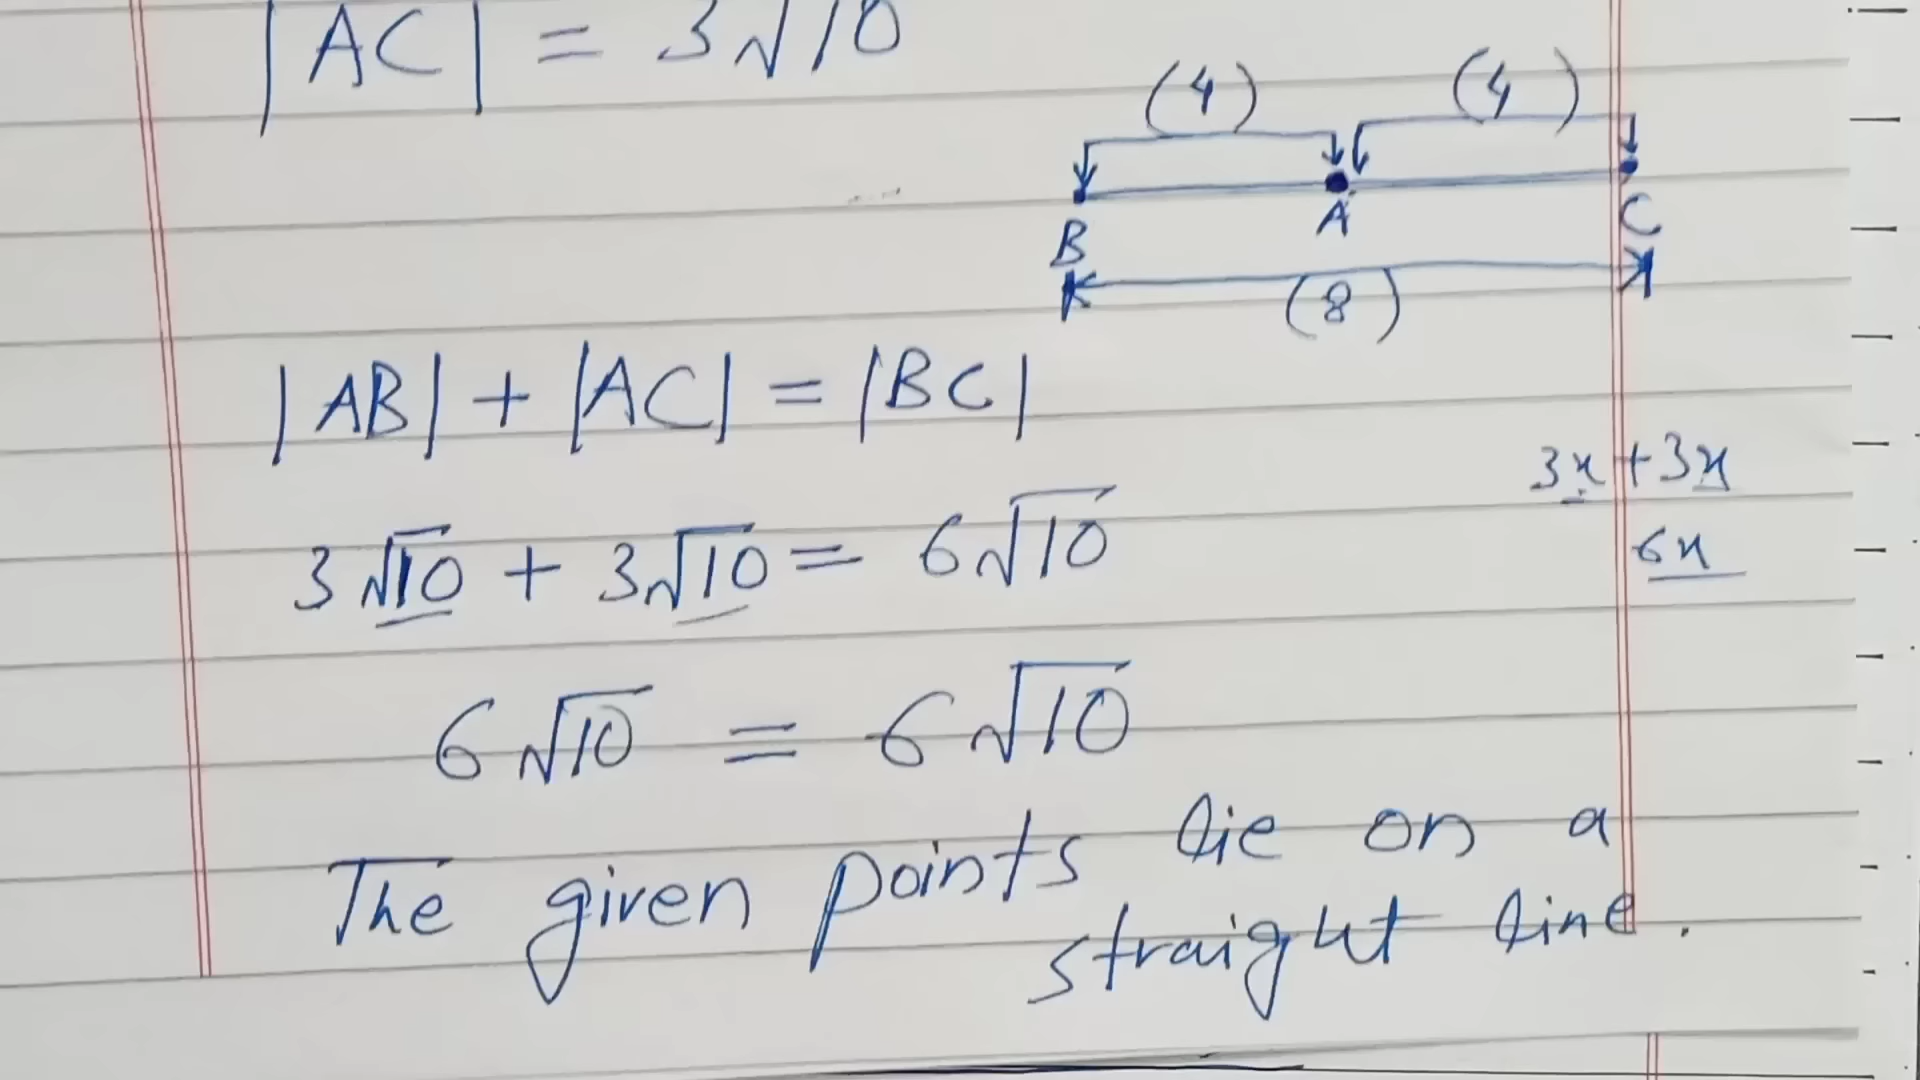 |AC| = 3√10
(4) (4)
B A C
(8)
|AB| + |AC| = |BC|
3x + 3x
6x
3√10 + 3√10 = 6√10
6√10 = 6√10
The given points lie on a
straight line.